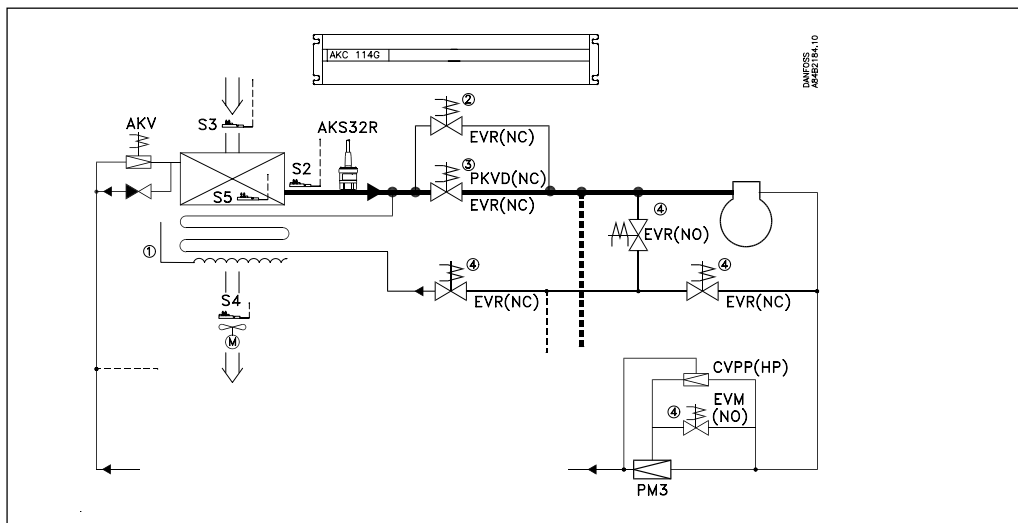 AKC 114G
DANFOSS
A84B2184.10
AKV
S3
AKS32R
②
EVR(NC)
S2
③
PKVD(NC)
S5
EVR(NC)
④
EVR(NO)
①
④
④
EVR(NC)
EVR(NC)
S4
M
CVPP(HP)
④
EVM
(NO)
PM3